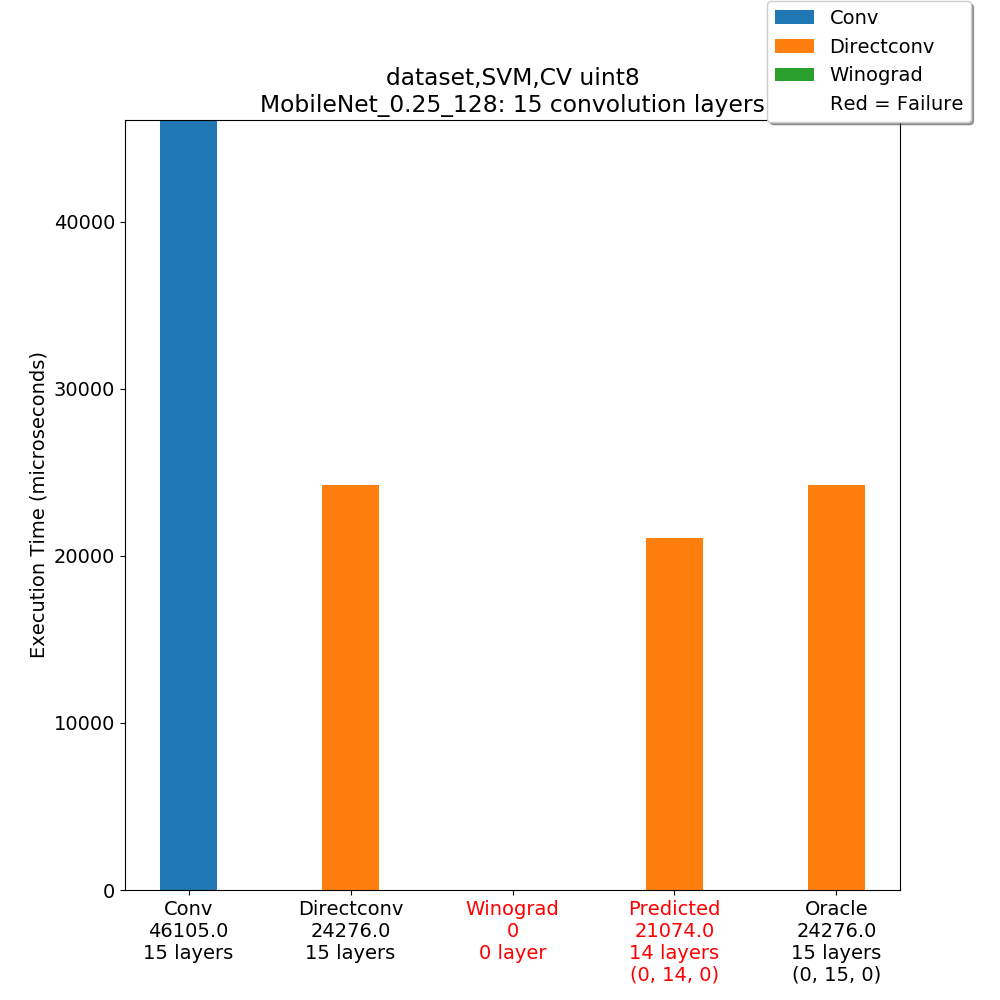 Conv
Directconv
Winograd
Red = Failure
dataset,SVM,CV uint8
MobileNet_0.25_128: 15 convolution layers
Execution Time (microseconds)
40000
30000
20000
10000
0
Conv
46105.0
15 layers
Directconv
24276.0
15 layers
Winograd
0
0 layer
Predicted
21074.0
14 layers
(0, 14, 0)
Oracle
24276.0
15 layers
(0, 15, 0)